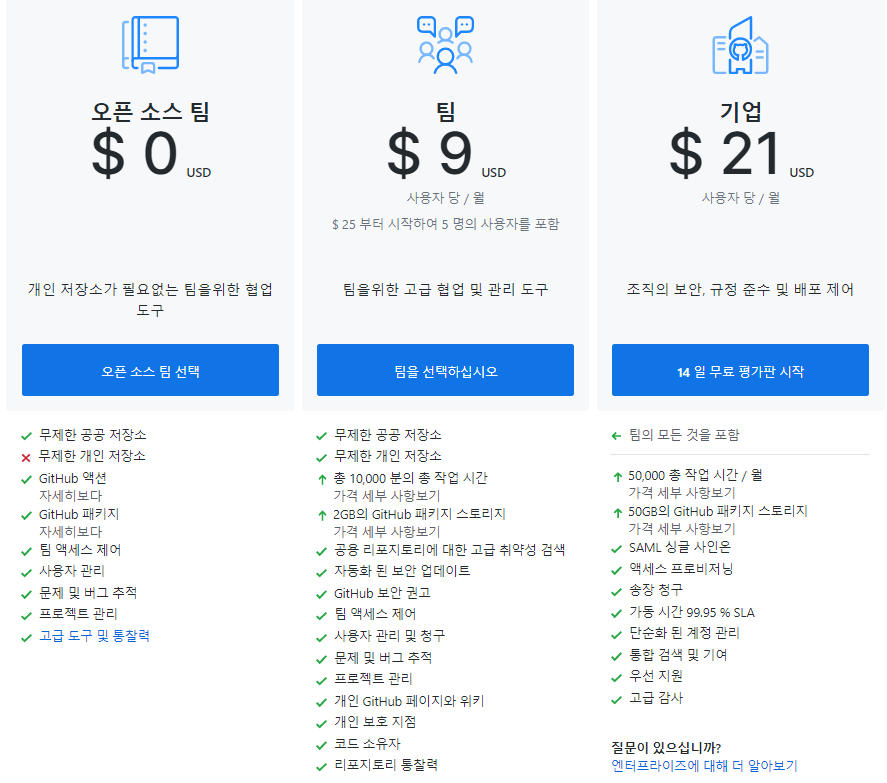 오픈 소스 팀
$ 0 USD
개인 저장소가 필요없는 팀을위한 협업
도구
오픈 소스 팀 선택
무제한 공공 저장소
무제한 개인 저장소
GitHub 액션
자세히보다
GitHub 패키지
자세히보다
팀 액세스 제어
사용자 관리
문제 및 버그 추적
프로젝트 관리
고급 도구 및 통찰력
팀
$ 9 USD
사용자 당 / 월
$ 25 부터 시작하여 5 명의 사용자를 포함
팀을위한 고급 협업 및 관리 도구
팀을 선택하십시오
무제한 공공 저장소
무제한 개인 저장소
총 10,000 분의 총 작업 시간
가격 세부 사항보기
2GB의 GitHub 패키지 스토리지
가격 세부 사항보기
공용 리포지토리에 대한 고급 취약성 검색
자동화 된 보안 업데이트
GitHub 보안 권고
팀 액세스 제어
사용자 관리 및 청구
문제 및 버그 추적
프로젝트 관리
개인 GitHub 페이지와 위키
개인 보호 지점
코드 소유자
리포지토리 통찰력
기업
$ 21 USD
사용자 당 / 월
조직의 보안, 규정 준수 및 배포 제어
14 일 무료 평가판 시작
팀의 모든 것을 포함
50,000 총 작업 시간 / 월
가격 세부 사항보기
50GB의 GitHub 패키지 스토리지
가격 세부 사항보기
SAML 싱글 사인온
액세스 프로비저닝
송장 청구
가동 시간 99.95 % SLA
단순화 된 계정 관리
통합 검색 및 기여
우선 지원
고급 감사
질문이 있으십니까?
엔터프라이즈에 대해 더 알아보기